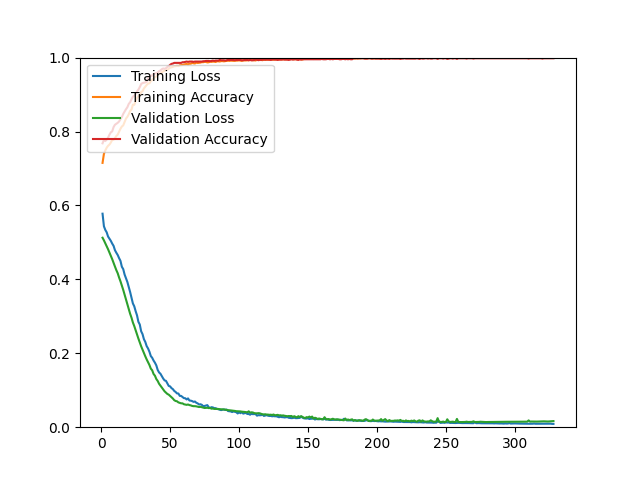 1.0
0.8
0.6
0.4
0.2
0.0
Training Loss
Training Accuracy
Validation Loss
Validation Accuracy
0 50 100 150 200 250 300